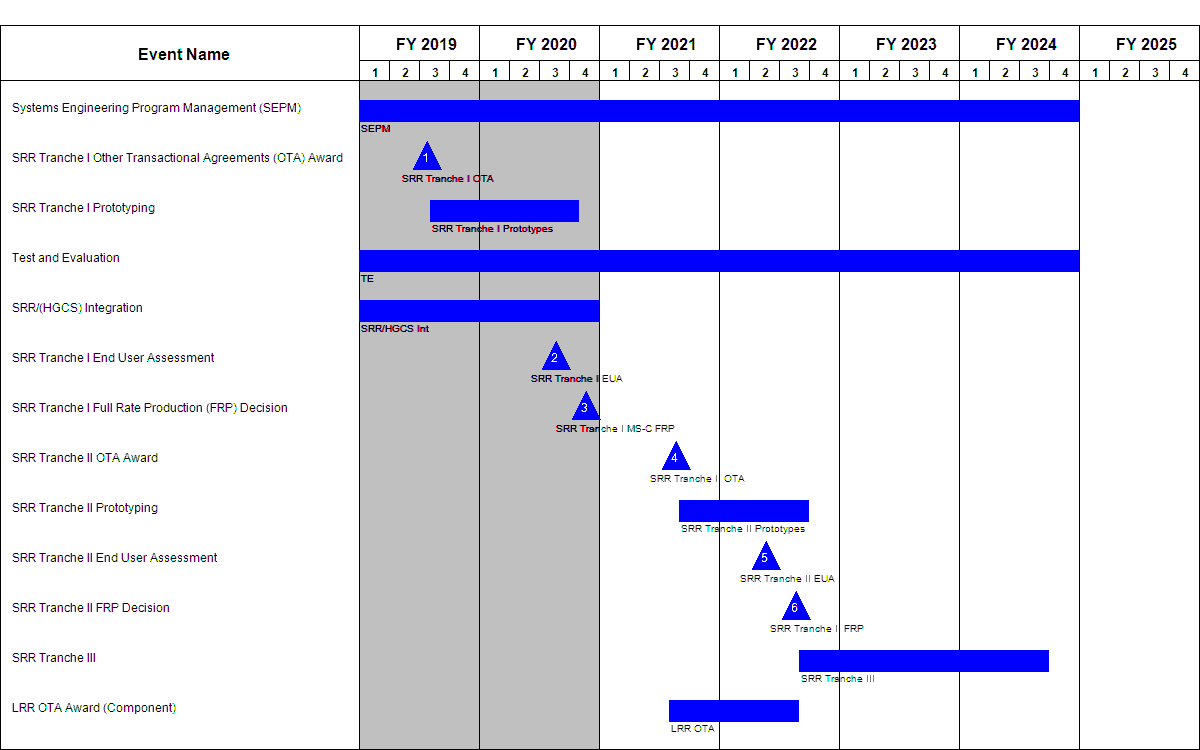 Event Name FY 2019 FY 2020 FY 2021 FY 2022 FY 2023 FY 2024 FY 2025
1 2 3 4 1 2 3 4 1 2 3 4 1 2 3 4 1 2 3 4 1 2 3 4 1 2 3 4
Systems Engineering Program Management (SEPM)
SEPM
SRR Tranche I Other Transactional Agreements (OTA) Award 1
SRR Tranche I OTA
SRR Tranche I Prototyping
SRR Tranche I Prototypes
Test and Evaluation
TE
SRR/(HGCS) Integration
SRR/HGCS Int
SRR Tranche I End User Assessment 2
SRR Tranche II EUA
SRR Tranche I Full Rate Production (FRP) Decision 3
SRR Tranche I MS-C FRP
SRR Tranche II OTA Award 4
SRR Tranche I OTA
SRR Tranche II Prototyping
SRR Tranche II Prototypes
SRR Tranche II End User Assessment 5
SRR Tranche II EUA
SRR Tranche II FRP Decision 6
SRR Tranche I FRP
SRR Tranche III
SRR Tranche III
LRR OTA Award (Component)
LRR OTA